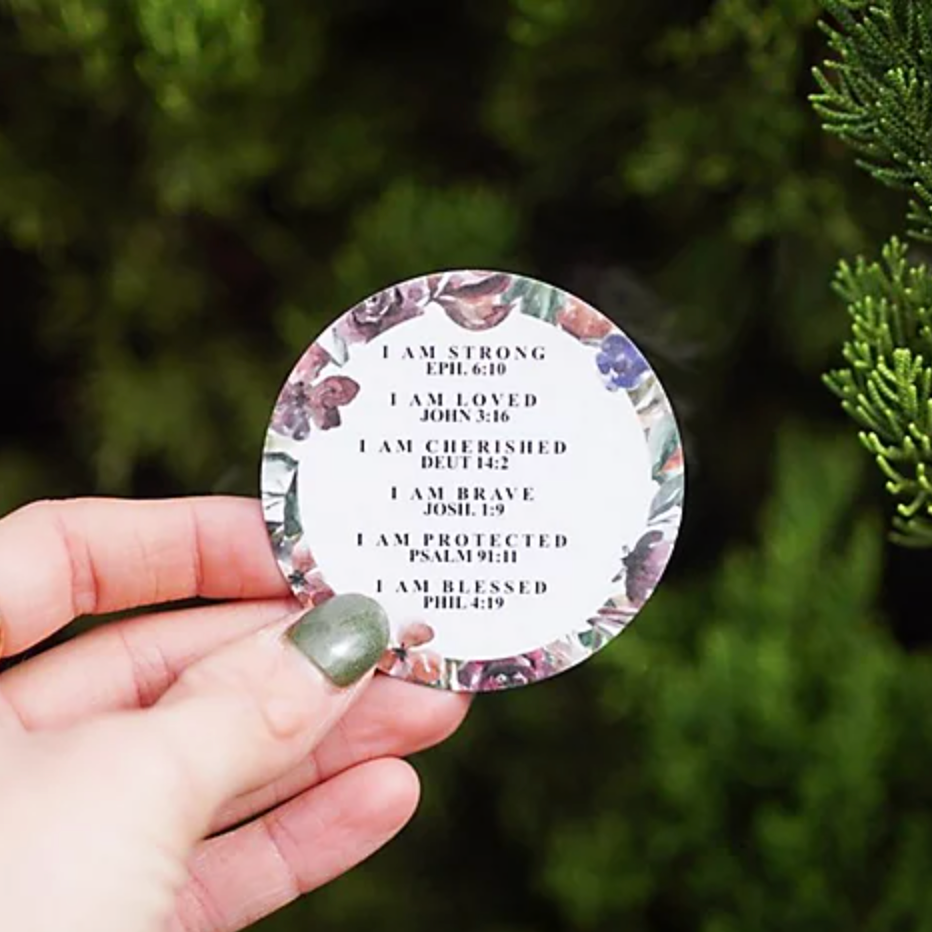 I AM STRONG
EPH. 6:10
I AM LOVED
JOHN 3:16
I AM CHERISHED
DEUT 14:2
I AM BRAVE
JOSH. 1:9
I AM PROTECTED
PSALM 91:11
I AM BLESSED
PHIL 4:19